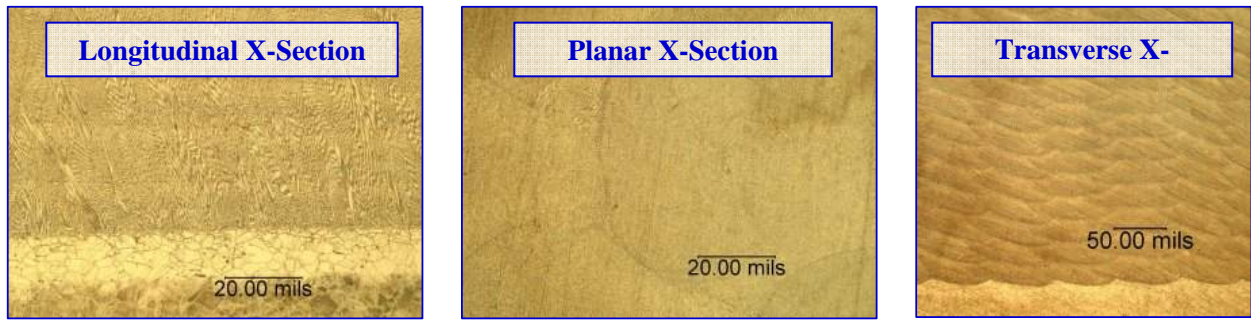 Longitudinal X-Section
Planar X-Section
Transverse X-
20.00 mils
20.00 mils
50.00 mils